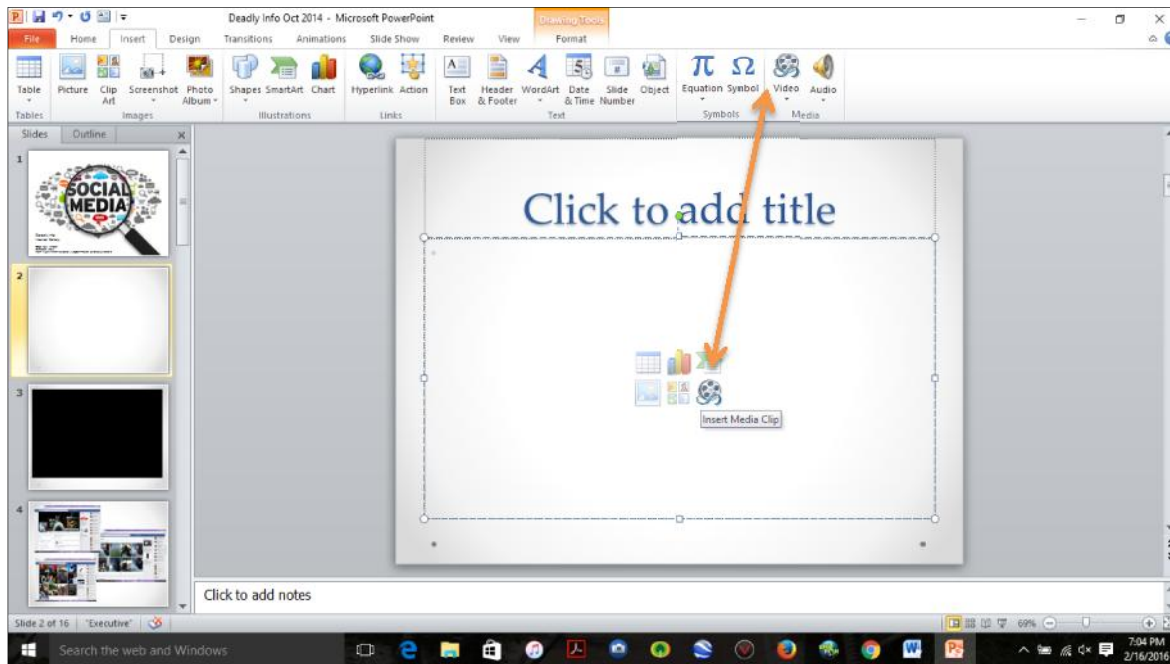 Deadly Info Oct 2014 - Microsoft PowerPoint
Drawing Tools
File Home Insert Design Transitions Animations Slide Show Review View Format
Table Picture Clip Art Screenshot Photo Album Shapes SmartArt Chart Hyperlink Action Text Box Header & Footer WordArt Date & Time Slide Number Object Equation Symbol Video Audio
Tables Images Illustrations Links Text Symbols Media
Slides Outline
1
SOCIAL
MEDIA
2
3
4
Click to add title
Insert Media Clip
Click to add notes
Slide 2 of 16 "Executive" 69%
Search the web and Windows
7:04 PM
2/16/2016